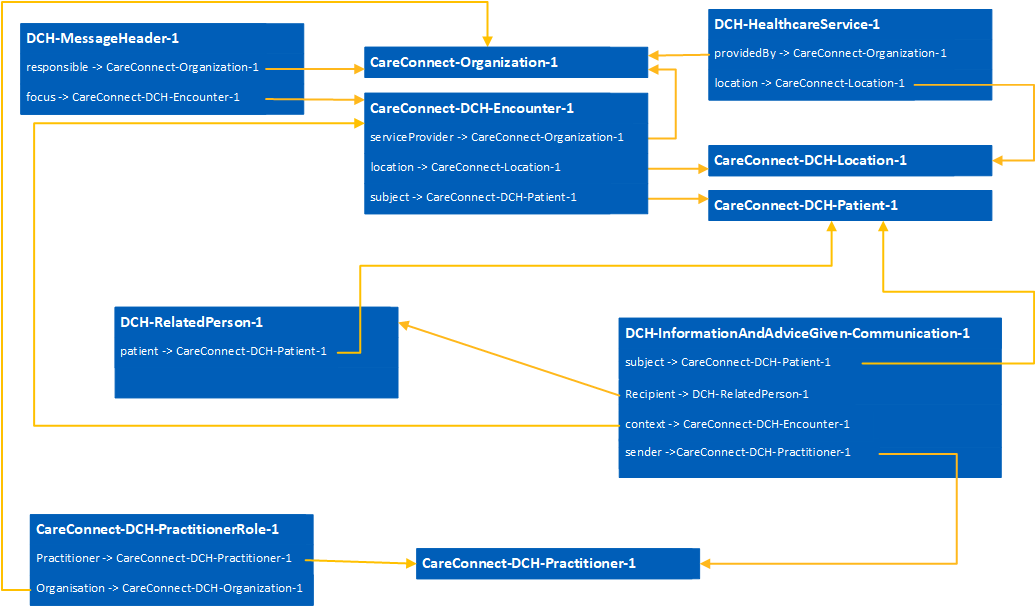 DCH-MessageHeader-1
responsible -> CareConnect-Organization-1
focus -> CareConnect-DCH-Encounter-1
CareConnect-Organization-1
DCH-HealthcareService-1
providedBy -> CareConnect-Organization-1
location -> CareConnect-Location-1
CareConnect-DCH-Encounter-1
serviceProvider -> CareConnect-Organization-1
location -> CareConnect-Location-1
subject -> CareConnect-DCH-Patient-1
CareConnect-DCH-Location-1
CareConnect-DCH-Patient-1
DCH-RelatedPerson-1
patient -> CareConnect-DCH-Patient-1
DCH-InformationAndAdviceGiven-Communication-1
subject -> CareConnect-DCH-Patient-1
Recipient -> DCH-RelatedPerson-1
context -> CareConnect-DCH-Encounter-1
sender ->CareConnect-DCH-Practitioner-1
CareConnect-DCH-PractitionerRole-1
Practitioner -> CareConnect-DCH-Practitioner-1
Organisation -> CareConnect-DCH-Organization-1
CareConnect-DCH-Practitioner-1